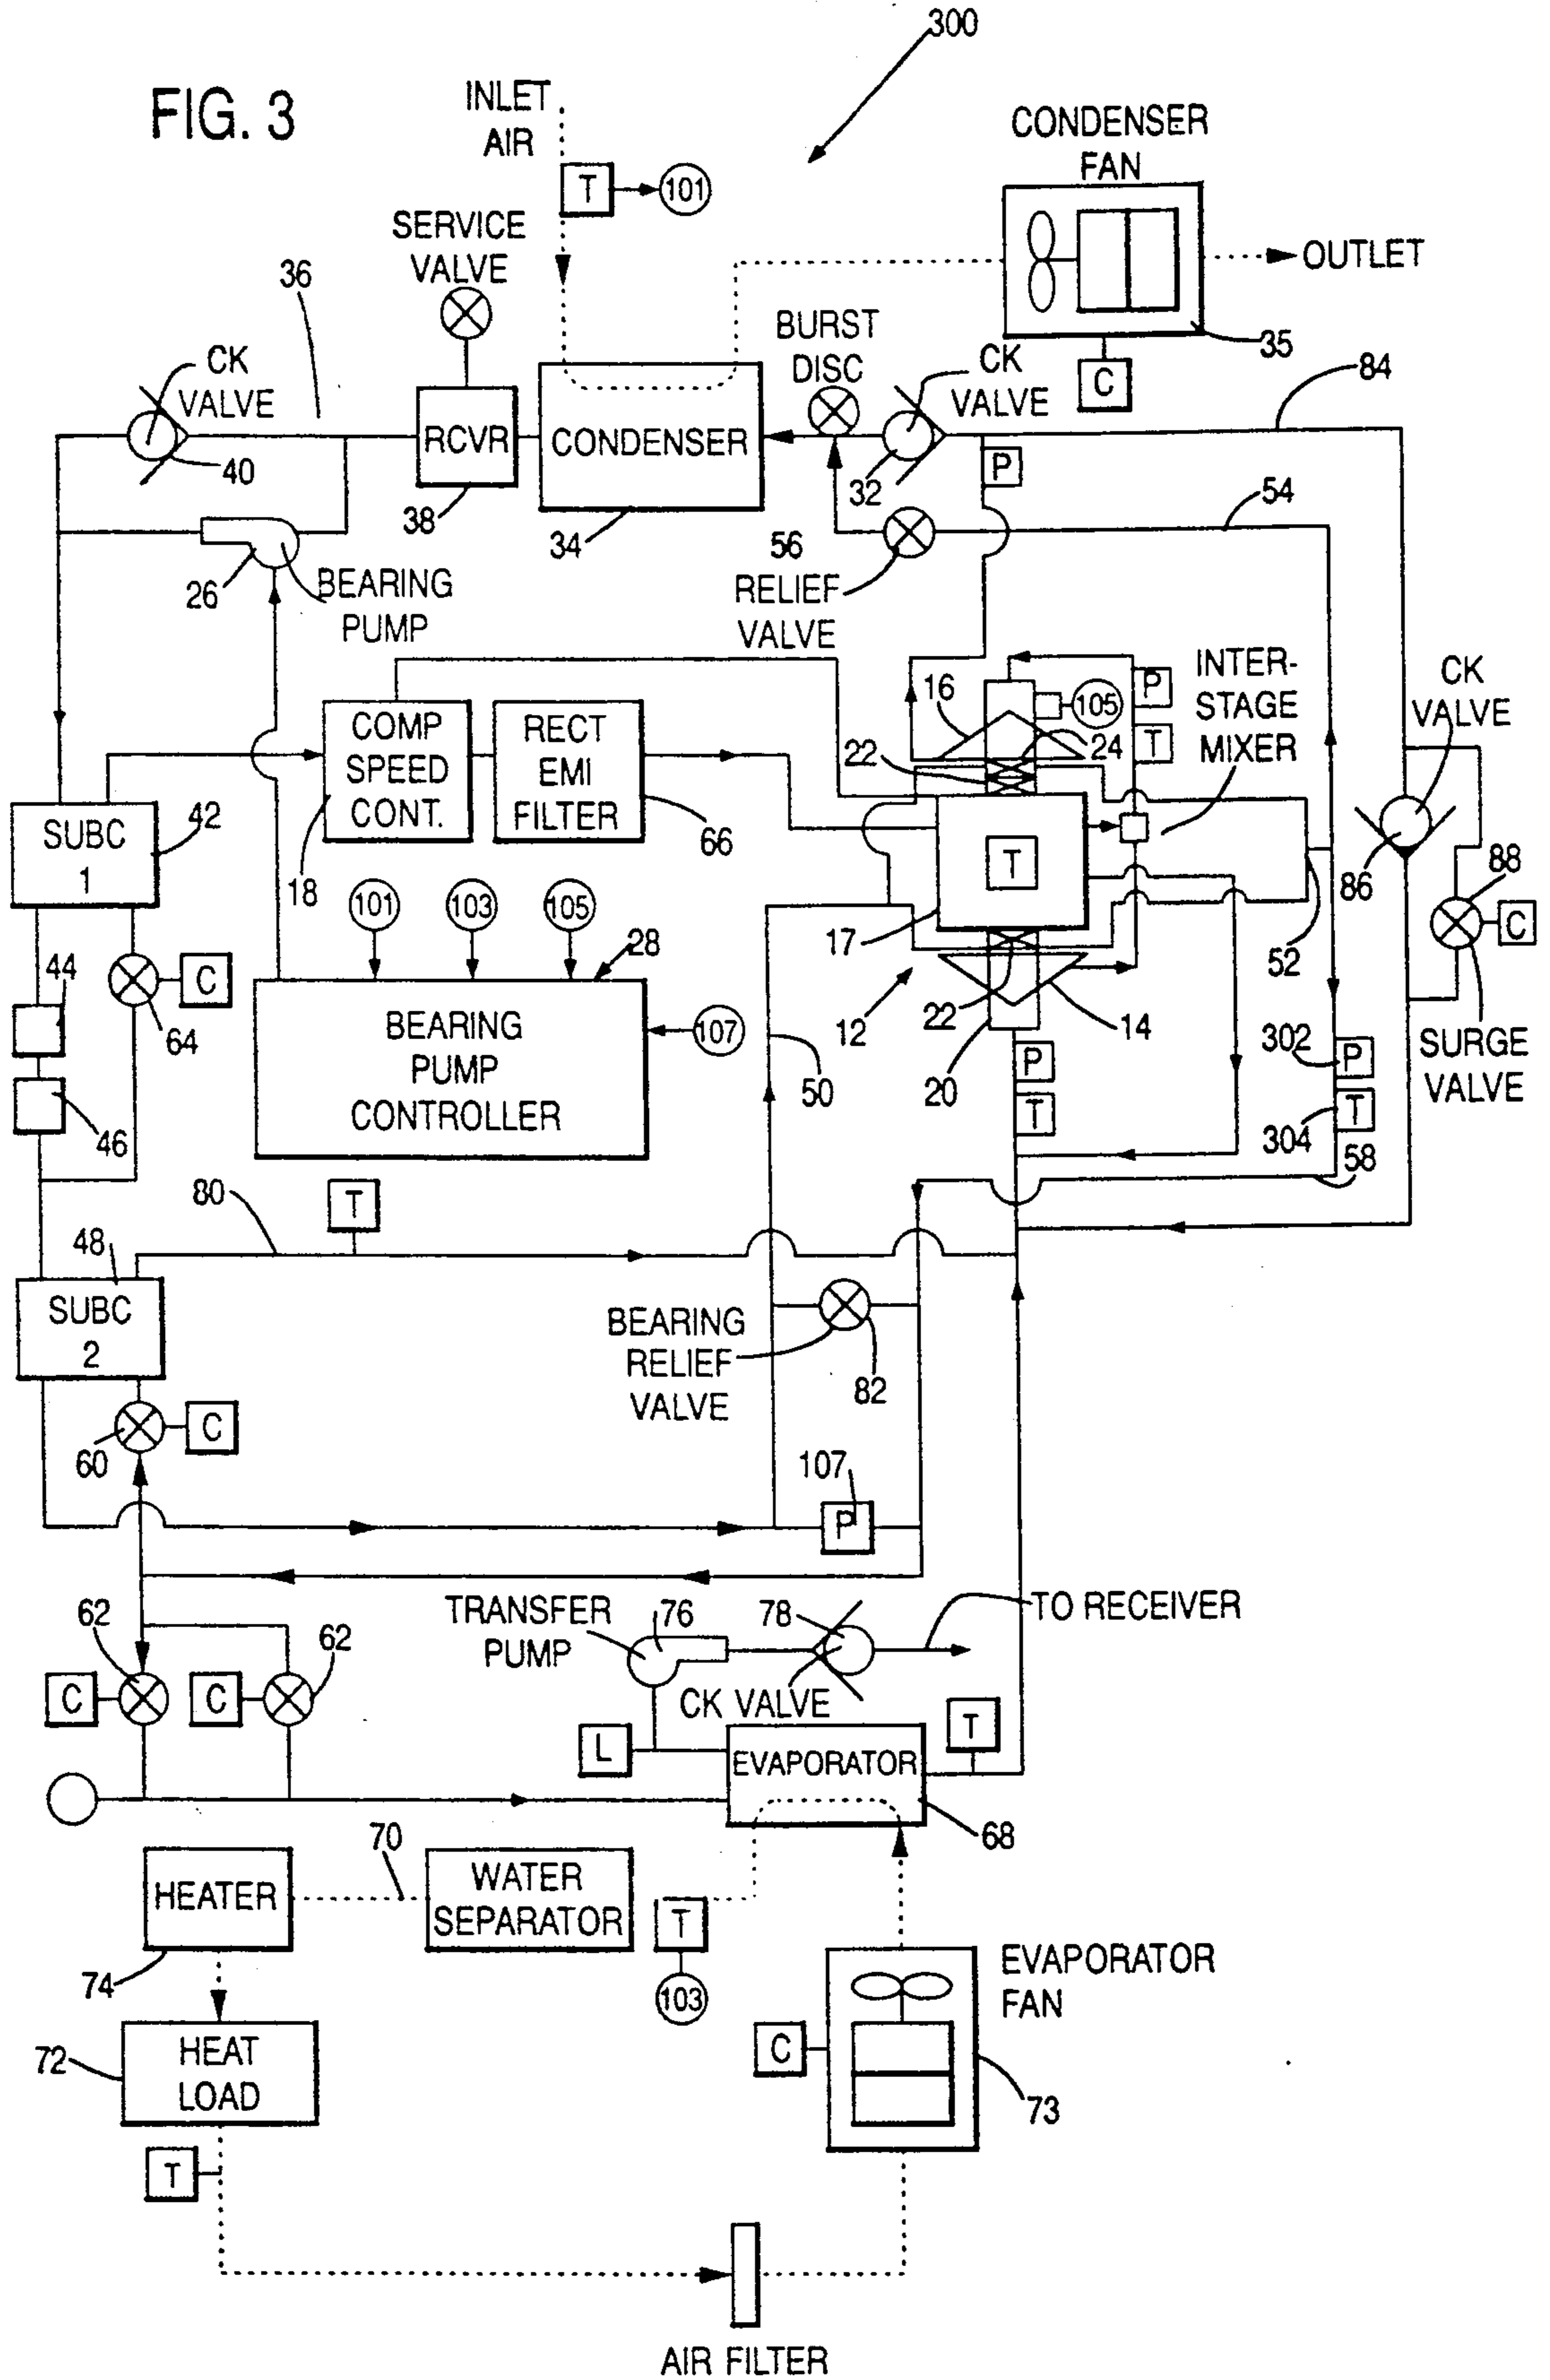 300
FIG. 3
INLET
AIR
CONDENSER
FAN
T
101
SERVICE
VALVE
OUTLET
36
BURST
DISC
35
CK
VALVE
CK
VALVE
C
84
RCVR
CONDENSER
40
P
32
38
34
54
56
RELIEF
VALVE
26
BEARING
PUMP
INTER-
STAGE
MIXER
CK
VALVE
16
P
105
T
COMP
SPEED
CONT.
RECT
EMI
FILTER
22
24
SUBC
1
42
66
T
86
88
18
101
103
105
28
17
C
44
52
C
64
BEARING
PUMP
CONTROLLER
107
12
22
14
SURGE
VALVE
302
P
50
20
P
46
T
304
T
58
80
T
48
SUBC
2
BEARING
RELIEF
VALVE
82
C
60
107
P
TRANSFER
PUMP
76
78
TO RECEIVER
62
62
C
C
CK VALVE
T
L
EVAPORATOR
68
70
HEATER
WATER
SEPARATOR
T
74
103
EVAPORATOR
FAN
72
HEAT
LOAD
C
73
T
AIR FILTER